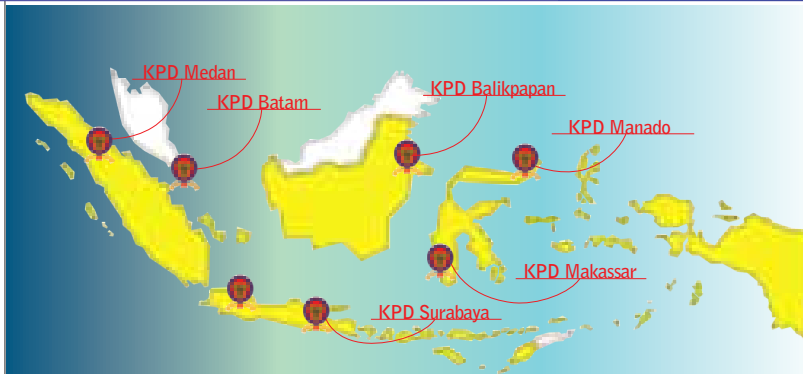 KPD Medan
KPD Batam
KPD Balikpapan
KPD Manado
KPD Makassar
KPD Surabaya